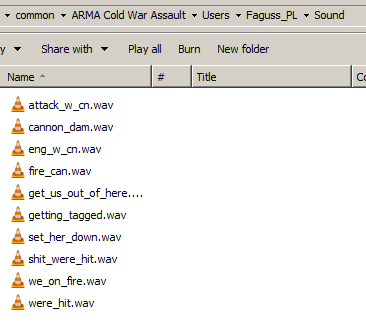 common ARMA Cold War Assault Users Faguss_PL Sound
y Share with Play all Burn New folder
Name # Title Co
attack_w_cn.wav
cannon_dam.wav
eng_w_cn.wav
fire_can.wav
get_us_out_of_here....
getting_tagged.wav
set_her_down.wav
shit_were_hit.wav
we_on_fire.wav
were_hit.wav